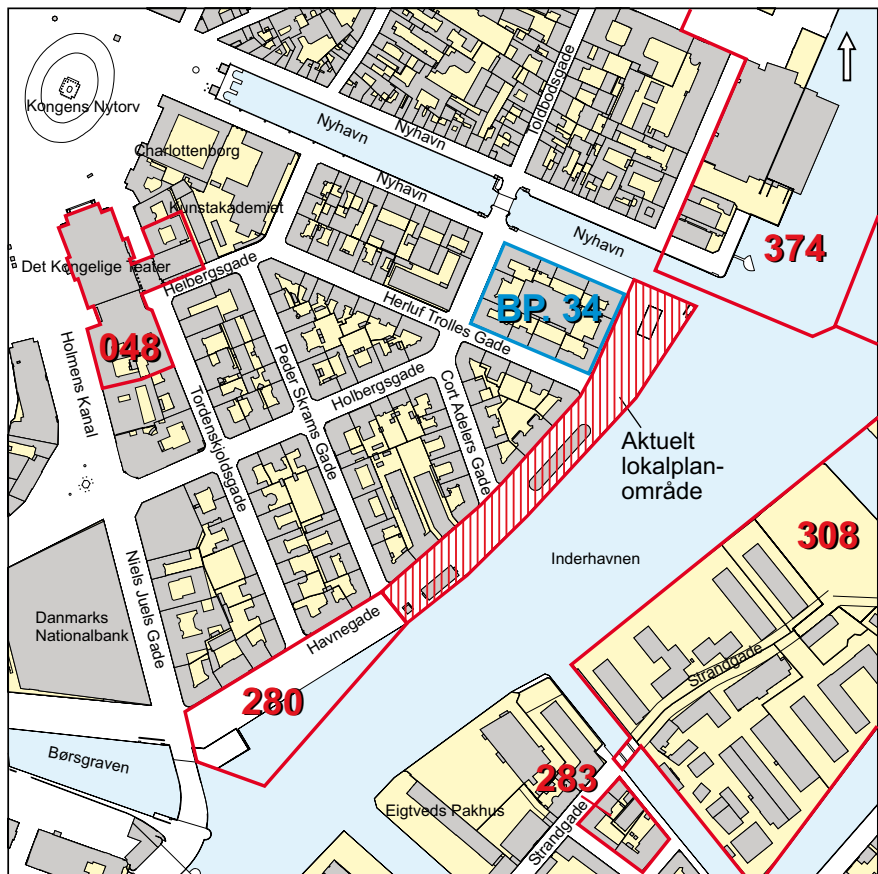 Kongens Nytorv
Toldbodsgade
Nyhavn
Nyhavn
Charlottenborg
Nyhavn
Kunstakademiet
Nyhavn
374
Det Kongelige Teater
Heibergsgade
BP. 34
Herluf Trolles Gade
048
Holmens Kanal
Peder Skrams Gade
Holbergsgade
Cort Adelers Gade
Tordenskjoldsgade
Aktuelt
lokalplan-
område
308
Inderhavnen
Niels Juels Gade
Danmarks
Nationalbank
Havnegade
Strandgade
280
Børsgraven
283
Eigtveds Pakhus
Strandgade